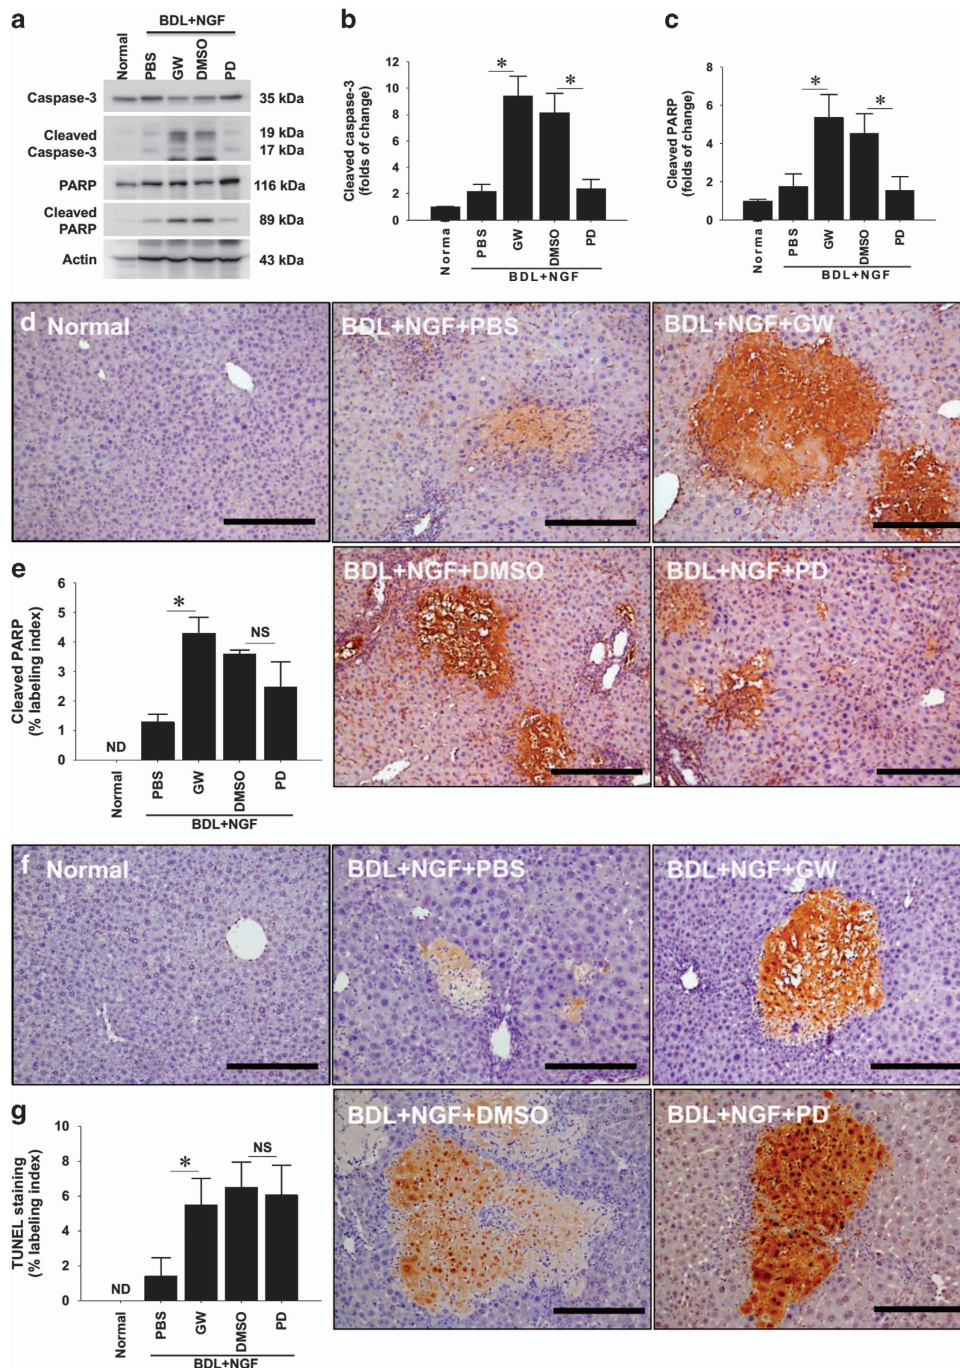 a
BDL+NGF
Normal
PBS
GW
DMSO
PD
Caspase-3 35 kDa
Cleaved 19 kDa
Caspase-3 17 kDa
PARP 116 kDa
Cleaved
PARP
89 kDa
Actin 43 kDa
b
Cleaved caspase-3
(folds of change)
12
10
8
6
4
2
0
*
*
Norma
PBS
GW
DMSO
PD
BDL+NGF
c
Cleaved PARP
(folds of change)
8
6
4
2
0
*
*
Norma
PBS
GW
DMSO
PD
BDL+NGF
d
Normal
BDL+NGF+PBS
BDL+NGF+GW
BDL+NGF+DMSO
BDL+NGF+PD
e
Cleaved PARP
(% labeling index)
6
5
4
3
2
1
0
ND
*
NS
Normal
PBS
GW
DMSO
PD
BDL+NGF
f
Normal
BDL+NGF+PBS
BDL+NGF+GW
BDL+NGF+DMSO
BDL+NGF+PD
g
TUNEL staining
(% labeling index)
10
8
6
4
2
0
ND
*
NS
Normal
PBS
GW
DMSO
PD
BDL+NGF